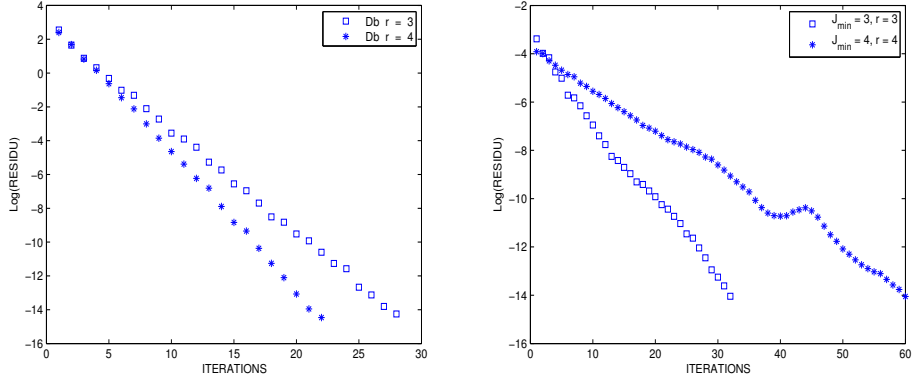 4
2
0
−2
−4
−6
−8
−10
−12
−14
−16
Log(RESIDU)
0 5 10 15 20 25 30
ITERATIONS
Db r = 3
Db r = 4
−2
−4
−6
−8
−10
−12
−14
−16
Log(RESIDU)
0 10 20 30 40 50 60
ITERATIONS
J_min = 3, r = 3
J_min = 4, r = 4